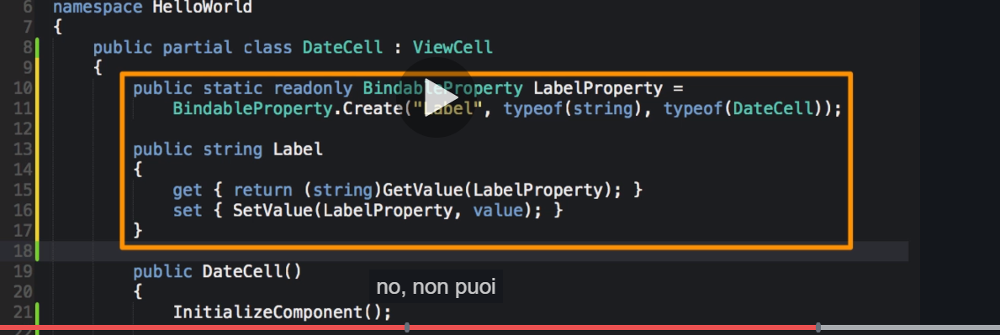 6 namespace HelloWorld
7 {
8 public partial class DateCell : ViewCell
9 {
10 public static readonly BindableProperty LabelProperty =
11 BindableProperty.Create("Label", typeof(string), typeof(DateCell));
12
13 public string Label
14 {
15 get { return (string)GetValue(LabelProperty); }
16 set { SetValue(LabelProperty, value); }
17 }
18
19 public DateCell()
20 {
no, non puoi
21 InitializeComponent();